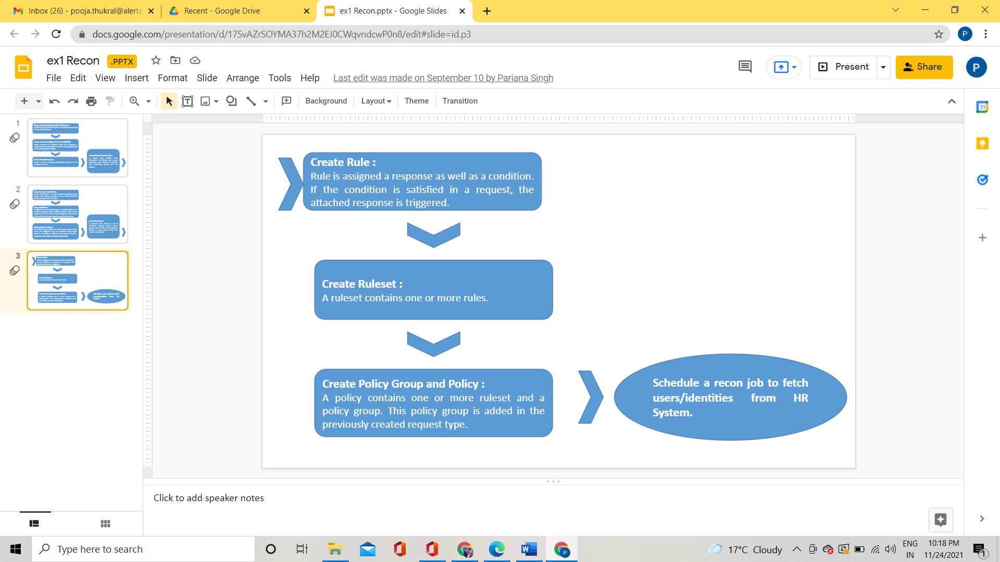 Inbox (26) - pooja.thukral@alerte
Recent - Google Drive
ex1 Recon.pptx - Google Slides
docs.google.com/presentation/d/17SvAZrSOYMA37h2M2EJ0CWqvndcwP0n8/edit#slide=id.p3
P
ex1 Recon .PPTX
Present
Share
P
File Edit View Insert Format Slide Arrange Tools Help Last edit was made on September 10 by Pariana Singh
Background Layout Theme Transition
31
1
2
3
Create Rule :
Rule is assigned a response as well as a condition.
If the condition is satisfied in a request, the
attached response is triggered.
Create Ruleset :
A ruleset contains one or more rules.
Create Policy Group and Policy :
A policy contains one or more ruleset and a
policy group. This policy group is added in the
previously created request type.
Schedule a recon job to fetch
users/identities from HR
System.
Click to add speaker notes
Type here to search
17°C Cloudy
ENG
IN
10:18 PM
11/24/2021
1